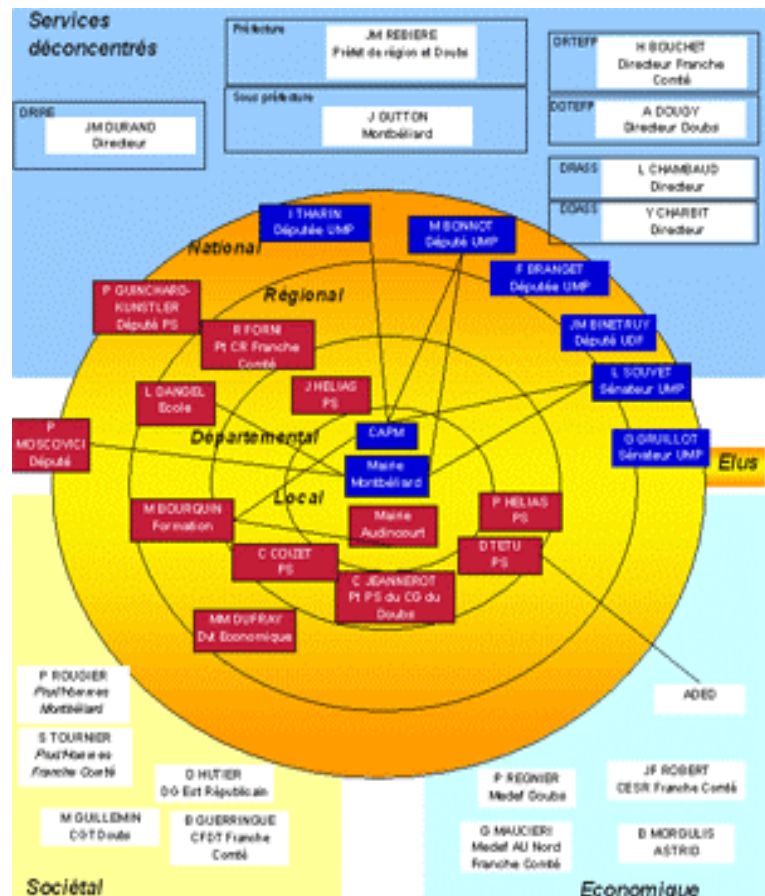 Services
déconcentrés
Préfecture
JM REBIERE
Préfet de région et Doubs
Sous préfecture
J DUTTON
Montbéliard
DRIRE
JM DURAND
Directeur
DRTEFP
H BOUCHET
Directeur Franche
Comté
DDTEFP
A DOUGY
Directeur Doubs
DRASS
L CHAMBAUD
Directeur
DDASS
Y CHARBIT
Directeur
I THARIN
Députée UMP
M BONNOT
Député UMP
National
F BRANGET
Députée UMP
P GUINCHARD-
KUNSTLER
Député PS
Régional
R FORNI
Pt CR Franche
Comté
JM BINETRUY
Député UDF
L SOUVET
Sénateur UMP
L DANGEL
Ecole
J HELIAS
PS
Départemental
CAPM
P
MOSCOVICI
Député
G GRUILLOT
Sénateur UMP
Elus
Mairie
Montbéliard
Local
M BOURQUIN
Formation
Mairie
Audincourt
P HELIAS
PS
D TETU
PS
C COIZET
PS
C JEANNEROT
Pt PS du CG du
Doubs
MM DUFRAY
Dvt Economique
P ROUGIER
Prud'Hommes
Montbéliard
ADED
S TOURNIER
Prud'Hommes
Franche Comté
D HUTIER
DG Est Républicain
P REGNIER
Medef Doubs
JF ROBERT
CESR Franche Comté
M GUILLEMIN
CGT Doubs
B GUERRINGUE
CFDT Franche
Comté
G MAUCIERI
Medef AU Nord
Franche Comté
B MORGULIS
ASTRID
Sociétal
Economique